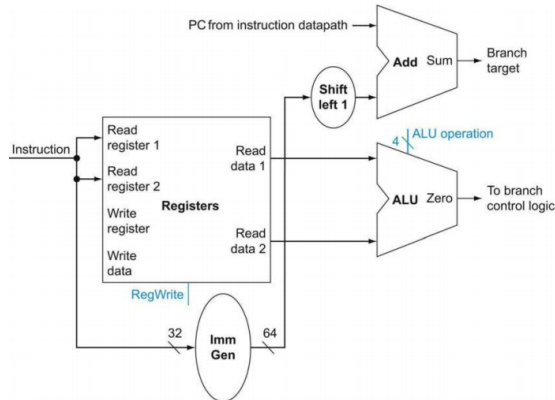 PC from instruction datapath
Add Sum
Branch
target
Shift
left 1
Read
register 1
Instruction
Read
register 2
Registers
Write
register
Write
data
Read
data 1
Read
data 2
RegWrite
4
ALU operation
ALU Zero
To branch
control logic
32
Imm
Gen
64